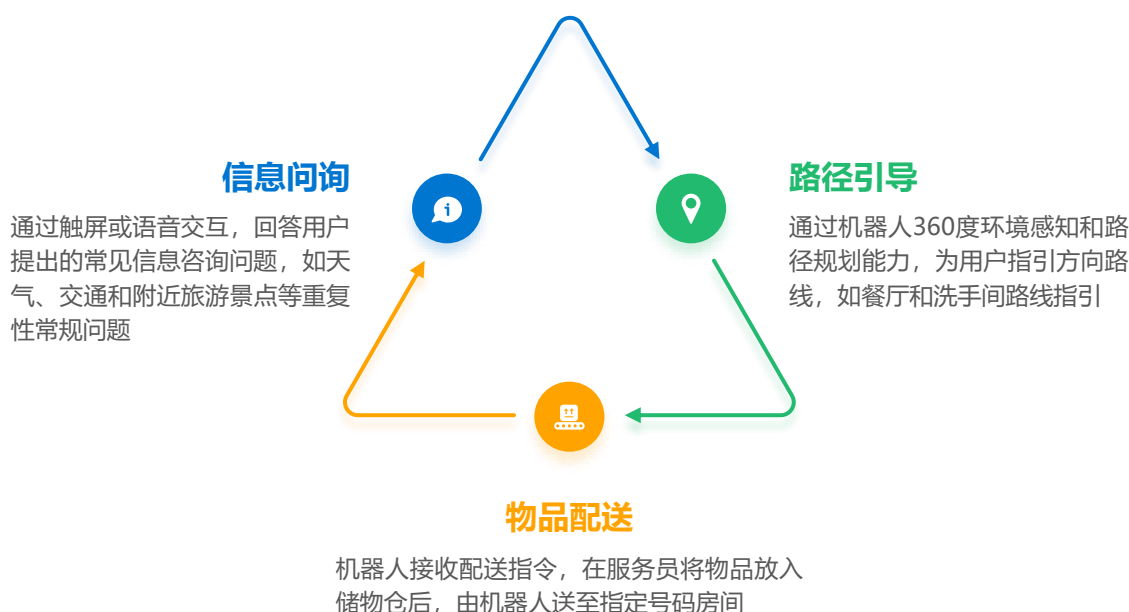 信息问询
通过触屏或语音交互，回答用户
提出的常见信息咨询问题，如天
气、交通和附近旅游景点等重复
性常规问题
路径引导
通过机器人360度环境感知和路
径规划能力，为用户指引方向路
线，如餐厅和洗手间路线指引
物品配送
机器人接收配送指令，在服务员将物品放入
储物仓后，由机器人送至指定号码房间